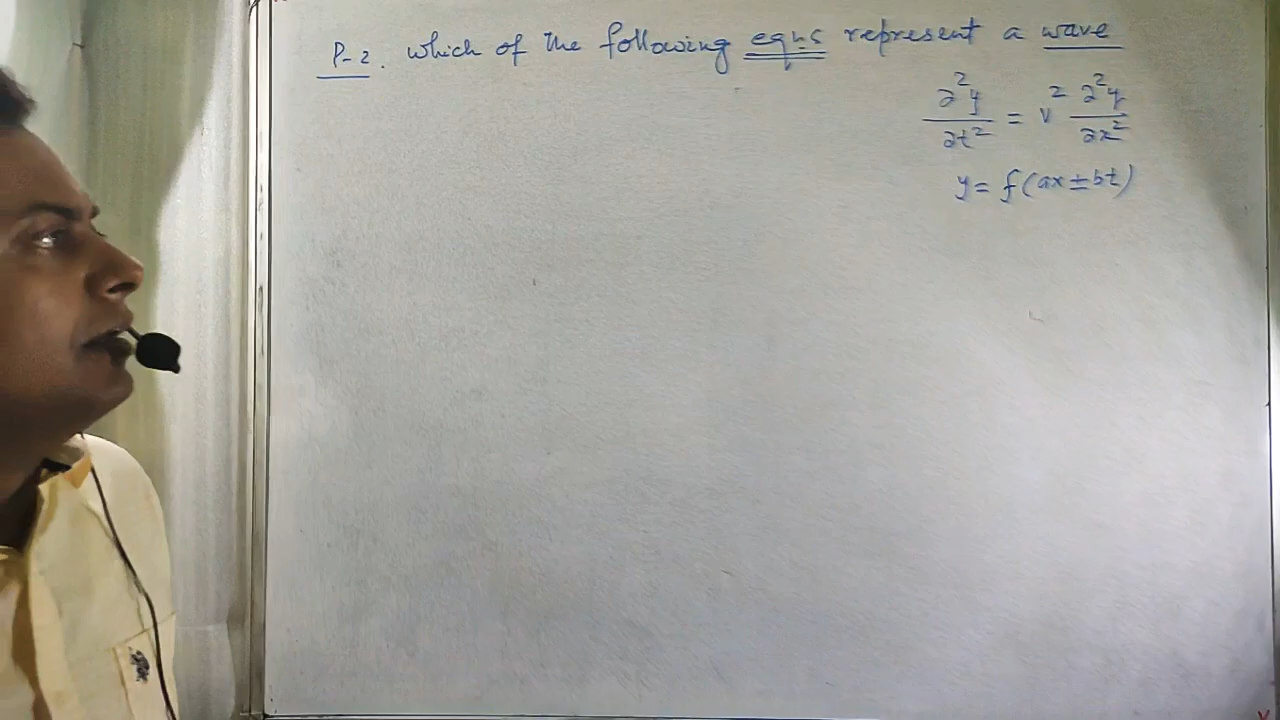 P-2. which of the following eqns represent a wave
∂²y/∂t² = v² ∂²y/∂x²
y = f(ax ± bt)